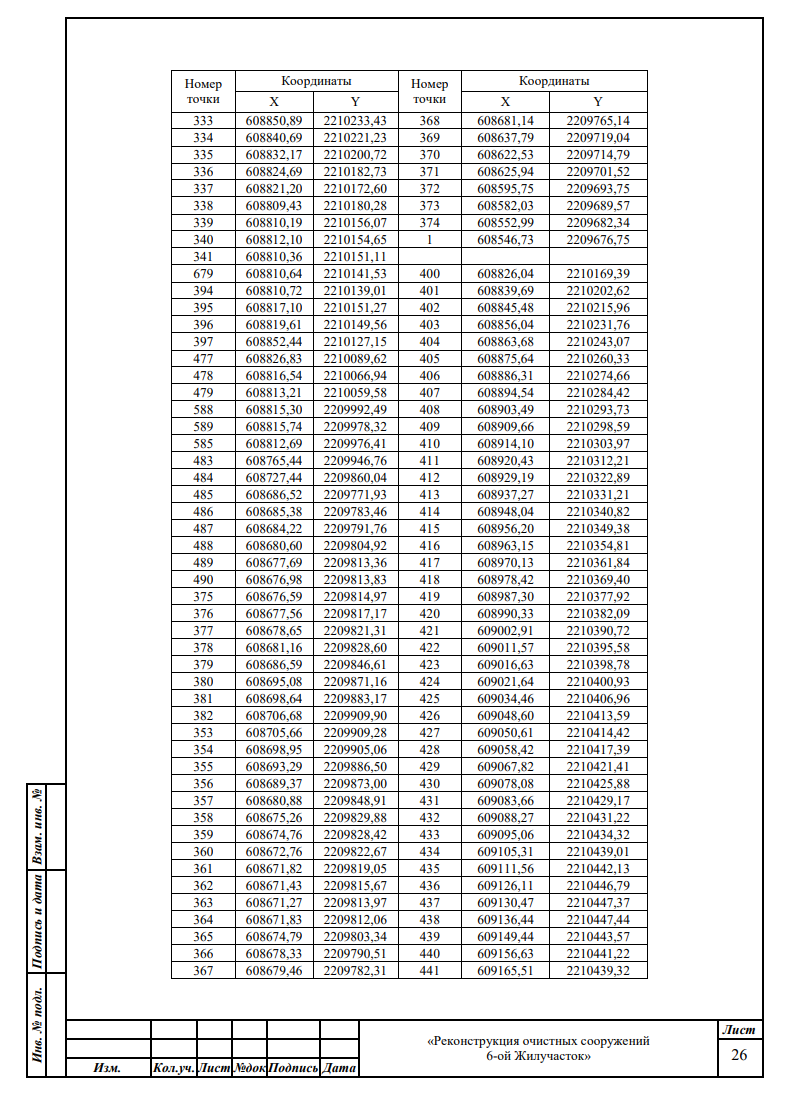 Номер точки Координаты Номер точки Координаты
X Y X Y
333 608850,89 2210233,43 368 608681,14 2209765,14
334 608840,69 2210221,23 369 608637,79 2209719,04
335 608832,17 2210200,72 370 608622,53 2209714,79
336 608824,69 2210182,73 371 608625,94 2209701,52
337 608821,20 2210172,60 372 608595,75 2209693,75
338 608809,43 2210180,28 373 608582,03 2209689,57
339 608810,19 2210156,07 374 608552,99 2209682,34
340 608812,10 2210154,65 1 608546,73 2209676,75
341 608810,36 2210151,11
679 608810,64 2210141,53 400 608826,04 2210169,39
394 608810,72 2210139,01 401 608839,69 2210202,62
395 608817,10 2210151,27 402 608845,48 2210215,96
396 608819,61 2210149,56 403 608856,04 2210231,76
397 608852,44 2210127,15 404 608863,68 2210243,07
477 608826,83 2210089,62 405 608875,64 2210260,33
478 608816,54 2210066,94 406 608886,31 2210274,66
479 608813,21 2210059,58 407 608894,54 2210284,42
588 608815,30 2209992,49 408 608903,49 2210293,73
589 608815,74 2209978,32 409 608909,66 2210298,59
585 608812,69 2209976,41 410 608914,10 2210303,97
483 608765,44 2209946,76 411 608920,43 2210312,21
484 608727,44 2209860,04 412 608929,19 2210322,89
485 608686,52 2209771,93 413 608937,27 2210331,21
486 608685,38 2209783,46 414 608948,04 2210340,82
487 608684,22 2209791,76 415 608956,20 2210349,38
488 608680,60 2209804,92 416 608963,15 2210354,81
489 608677,69 2209813,36 417 608970,13 2210361,84
490 608676,98 2209813,83 418 608978,42 2210369,40
375 608676,59 2209814,97 419 608987,30 2210377,92
376 608677,56 2209817,17 420 608990,33 2210382,09
377 608678,65 2209821,31 421 609002,91 2210390,72
378 608681,16 2209828,60 422 609011,57 2210395,58
379 608686,59 2209846,61 423 609016,63 2210398,78
380 608695,08 2209871,16 424 609021,64 2210400,93
381 608698,64 2209883,17 425 609034,46 2210406,96
382 608706,68 2209909,90 426 609048,60 2210413,59
353 608705,66 2209909,28 427 609050,61 2210414,42
354 608698,95 2209905,06 428 609058,42 2210417,39
355 608693,29 2209886,50 429 609067,82 2210421,41
356 608689,37 2209873,00 430 609078,08 2210425,88
357 608680,88 2209848,91 431 609083,66 2210429,17
358 608675,26 2209829,88 432 609088,27 2210431,22
359 608674,76 2209828,42 433 609095,06 2210434,32
360 608672,76 2209822,67 434 609105,31 2210439,01
361 608671,82 2209819,05 435 609111,56 2210442,13
362 608671,43 2209815,67 436 609126,11 2210446,79
363 608671,27 2209813,97 437 609130,47 2210447,37
364 608671,83 2209812,06 438 609136,44 2210447,44
365 608674,79 2209803,34 439 609149,44 2210443,57
366 608678,33 2209790,51 440 609156,63 2210441,22
367 608679,46 2209782,31 441 609165,51 2210439,32
Взам. инв. №
Подпись и дата
Инв. № подл.
Изм. Кол.уч. Лист №док Подпись Дата
«Реконструкция очистных сооружений
6-ой Жилучасток»
Лист
26